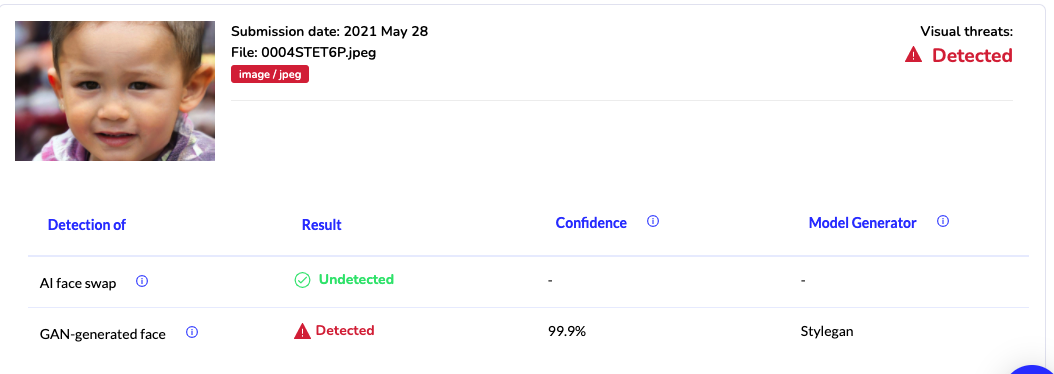 Submission date: 2021 May 28
Visual threats:
File: 0004STET6P.jpeg
Detected
image / jpeg
Detection of
Result
Confidence
Model Generator
AI face swap
Undetected
-
-
GAN-generated face
Detected
99.9%
Stylegan